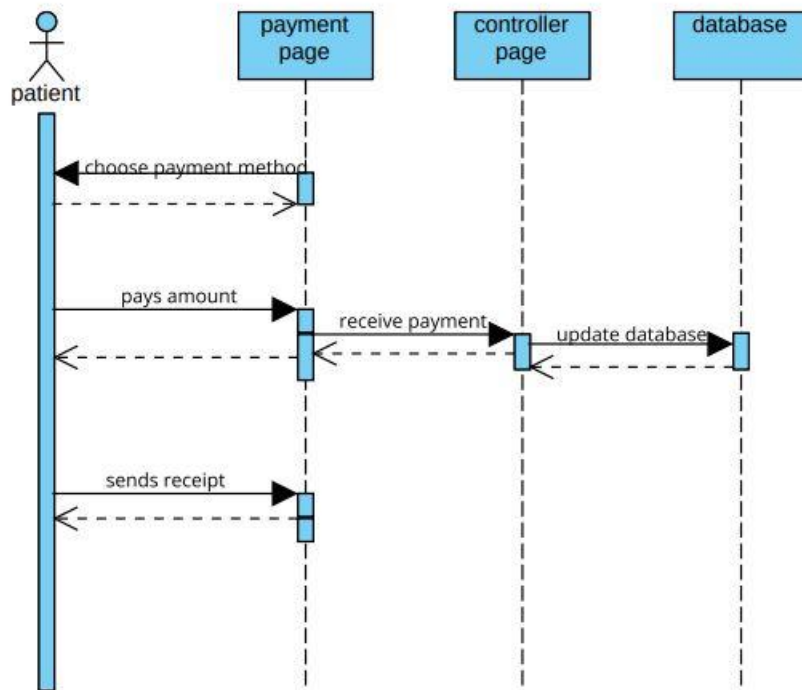 payment
page
controller
page
database
patient
choose payment method
pays amount
receive payment
update database
sends receipt